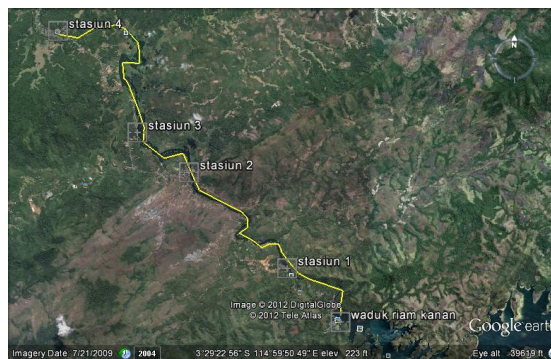 stasiun 4
N
stasiun 3
stasiun 2
stasiun 1
Image © 2012 DigitalGlobe
© 2012 Tele Atlas
waduk riam kanan
Google earth
Imagery Date 7/21/2009 2004 3°29'22 56" S 114°59'50 49" E elev 223 ft Eye alt 39619 ft